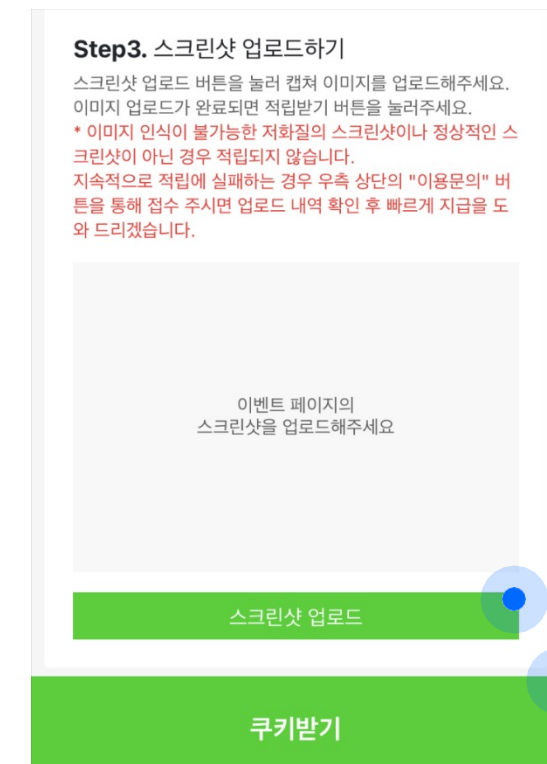 Step3. 스크린샷 업로드하기
스크린샷 업로드 버튼을 눌러 캡쳐 이미지를 업로드해주세요.
이미지 업로드가 완료되면 적립받기 버튼을 눌러주세요.
* 이미지 인식이 불가능한 저화질의 스크린샷이나 정상적인 스
크린샷이 아닌 경우 적립되지 않습니다.
지속적으로 적립에 실패하는 경우 우측 상단의 "이용문의" 버
튼을 통해 접수 주시면 업로드 내역 확인 후 빠르게 지급을 도
와 드리겠습니다.
이벤트 페이지의
스크린샷을 업로드해주세요
스크린샷 업로드
쿠키받기